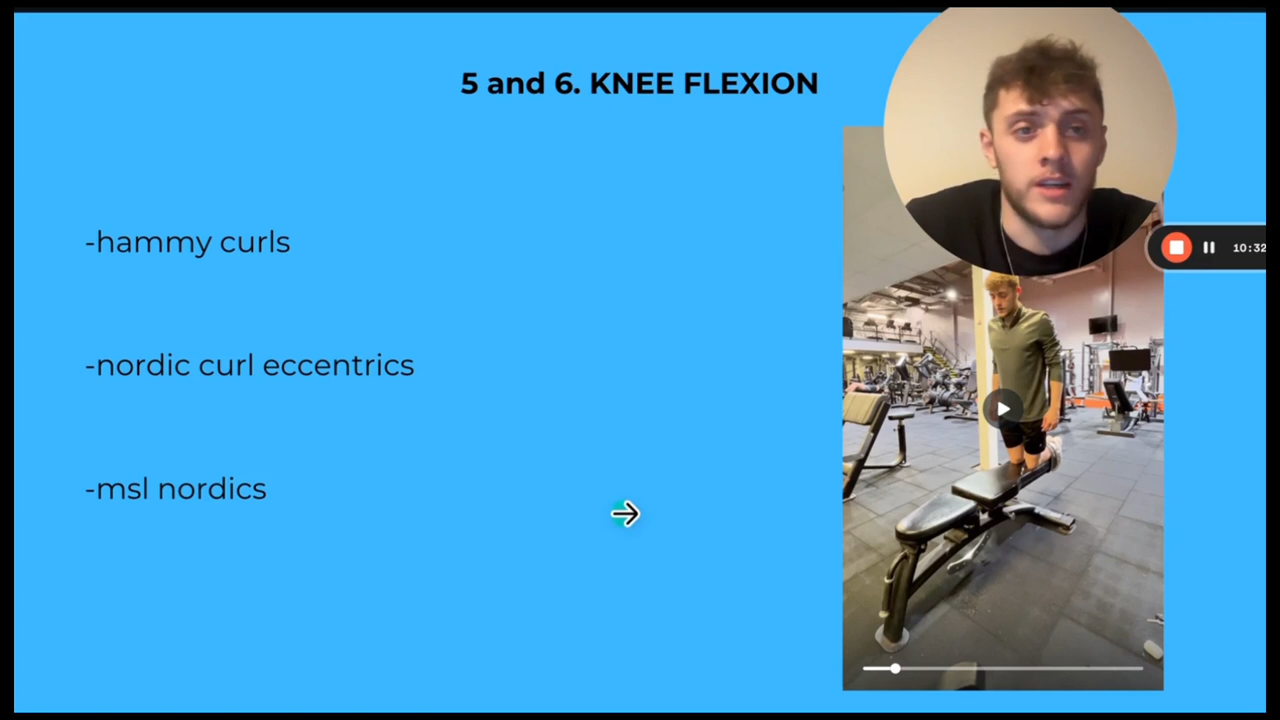 5 and 6. KNEE FLEXION
-hammy curls
10:32
-nordic curl eccentrics
-msl nordics